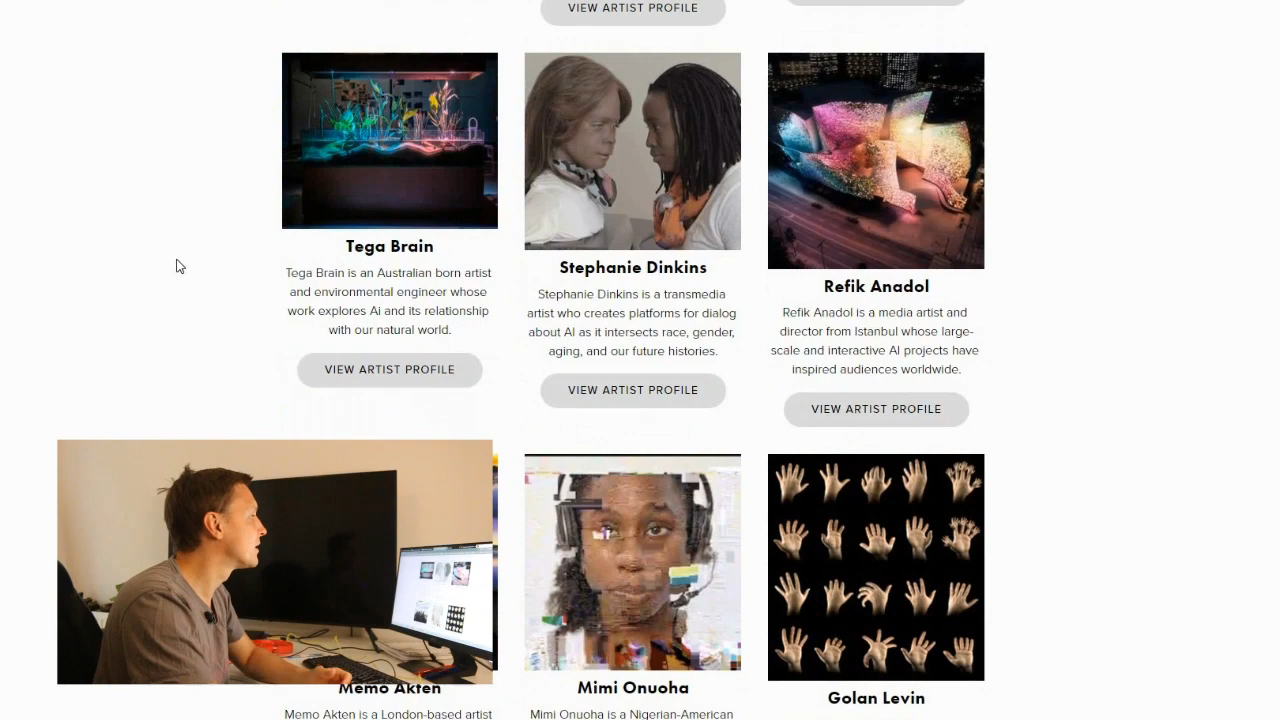 VIEW ARTIST PROFILE
Tega Brain
Tega Brain is an Australian born artist
and environmental engineer whose
work explores Ai and its relationship
with our natural world.
VIEW ARTIST PROFILE
Stephanie Dinkins
Stephanie Dinkins is a transmedia
artist who creates platforms for dialog
about AI as it intersects race, gender,
aging, and our future histories.
VIEW ARTIST PROFILE
Refik Anadol
Refik Anadol is a media artist and
director from Istanbul whose large-
scale and interactive AI projects have
inspired audiences worldwide.
VIEW ARTIST PROFILE
Memo Akten
Memo Akten is a London-based artist
Mimi Onuoha
Mimi Onuoha is a Nigerian-American
Golan Levin